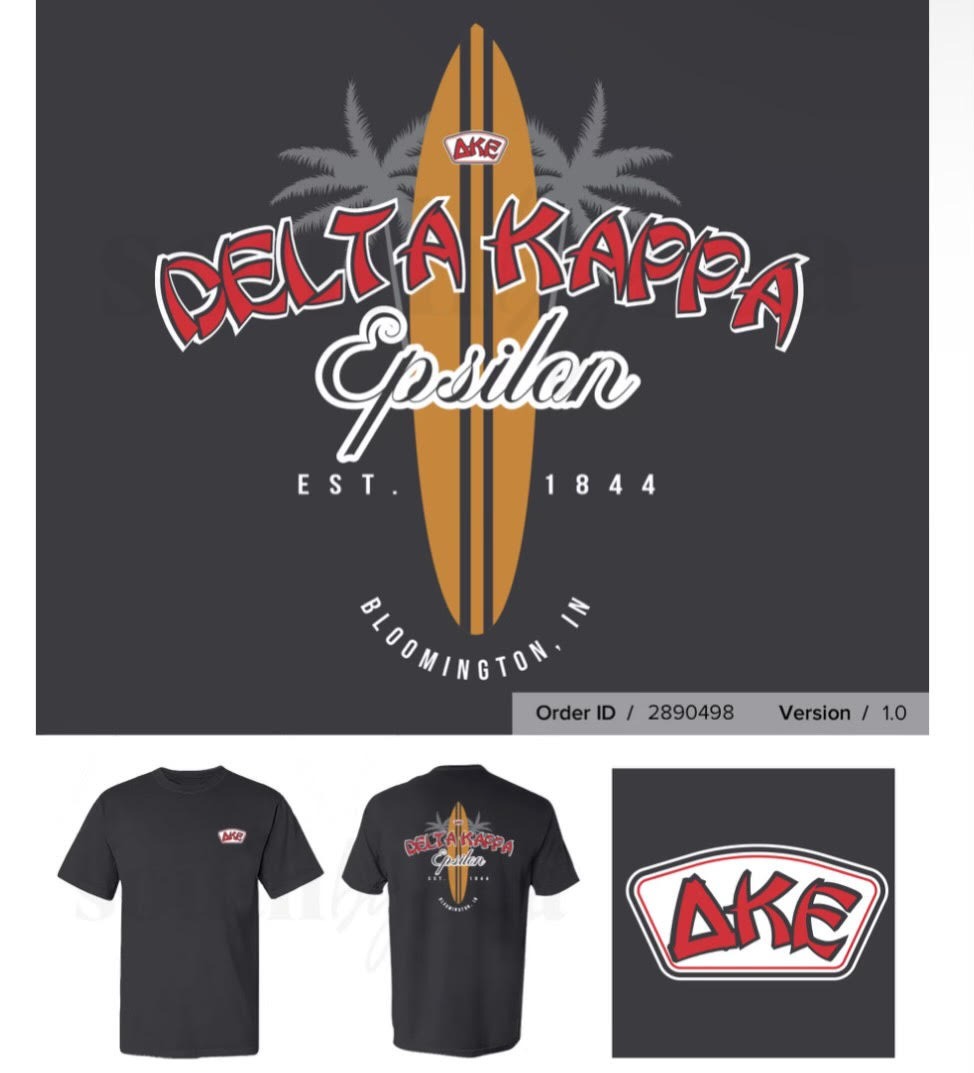 ΔKE
DELTA KAPPA
Epsilon
EST. 1844
BLOOMINGTON, IN
Order ID / 2890498 Version / 1.0
ΔKE
DELTA KAPPA
Epsilon
EST. 1844
BLOOMINGTON, IN
ΔKE